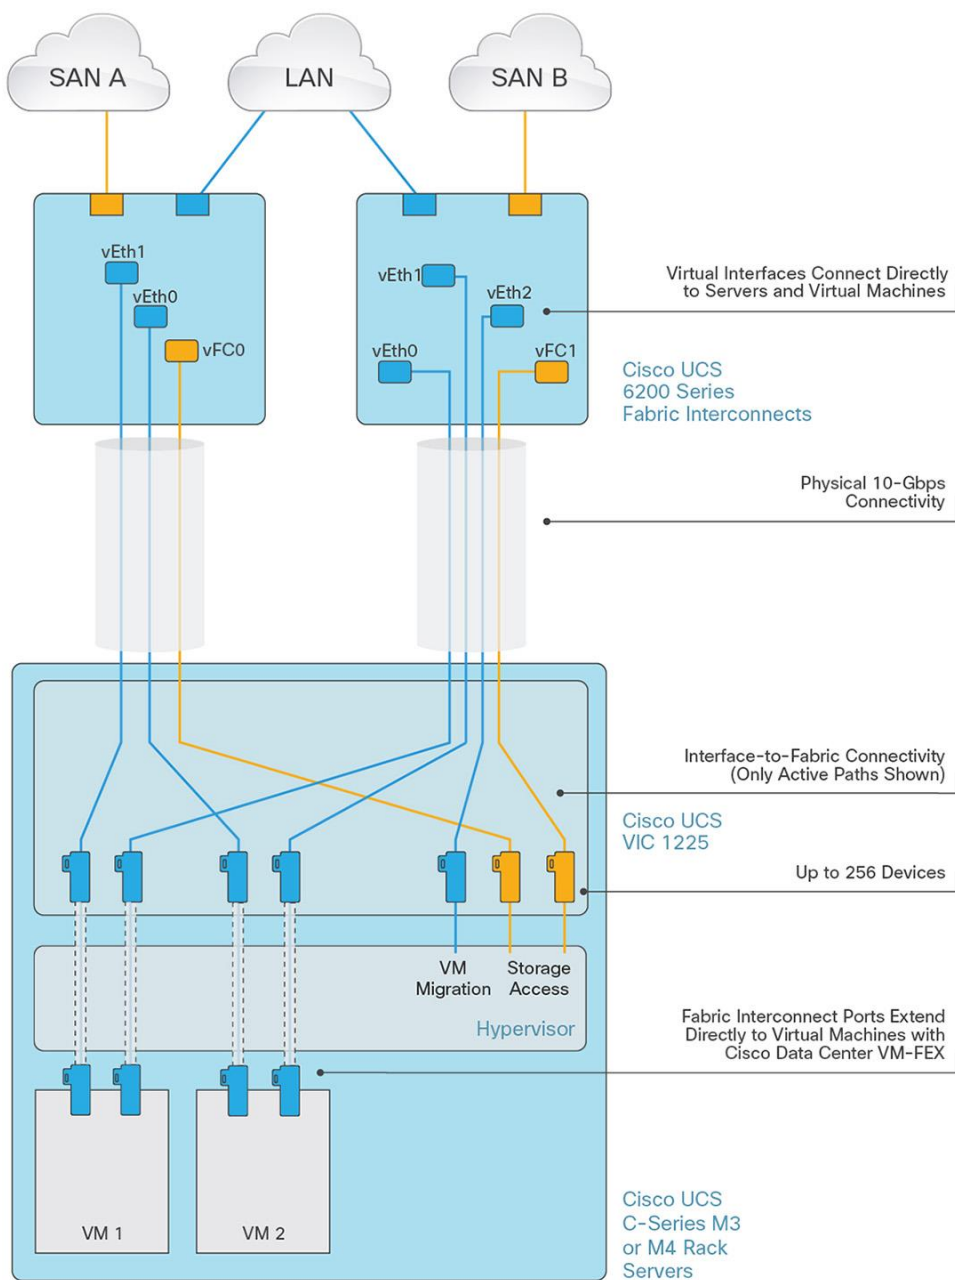 SAN A
LAN
SAN B
vEth1
vEth0
vFC0
vEth1
vEth2
vEth0
vFC1
Virtual Interfaces Connect Directly
to Servers and Virtual Machines
Cisco UCS
6200 Series
Fabric Interconnects
Physical 10-Gbps
Connectivity
Interface-to-Fabric Connectivity
(Only Active Paths Shown)
Cisco UCS
VIC 1225
Up to 256 Devices
VM
Migration
Storage
Access
Hypervisor
Fabric Interconnect Ports Extend
Directly to Virtual Machines with
Cisco Data Center VM-FEX
VM 1
VM 2
Cisco UCS
C-Series M3
or M4 Rack
Servers